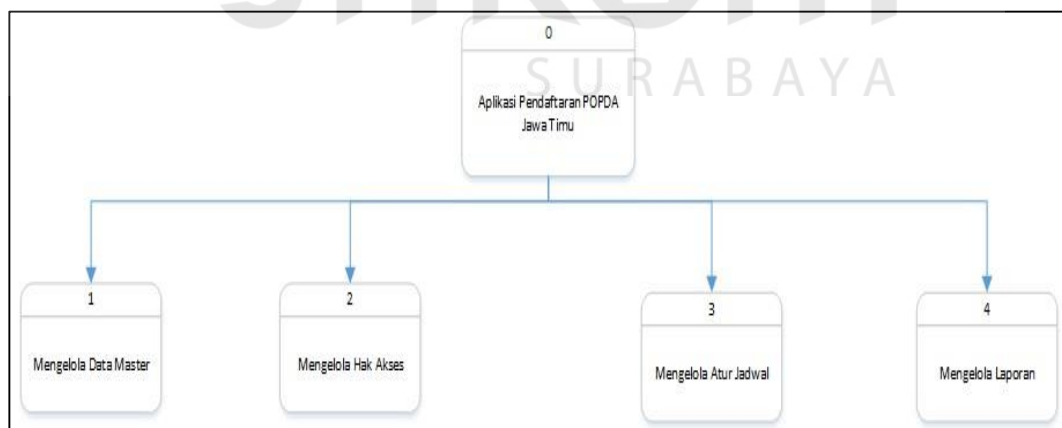 SURABAYA
0
Aplikasi Pendaftaran POPDA
Jawa Timu
1
Mengelola Data Master
2
Mengelola Hak Akses
3
Mengelola Atur Jadwal
4
Mengelola Laporan